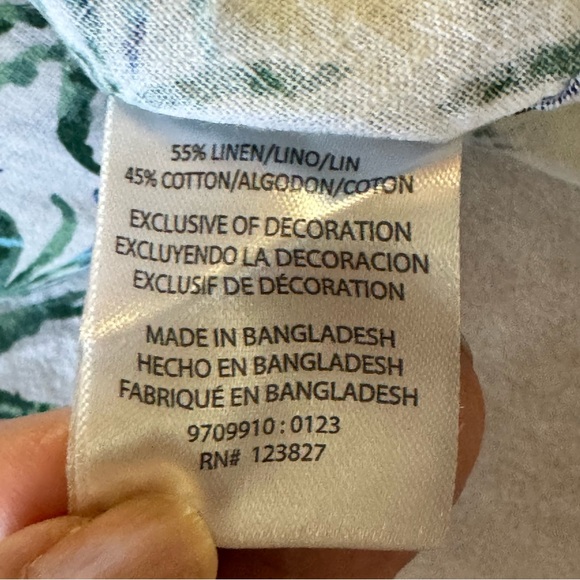 55% LINEN/LINO/LIN
45% COTTON/ALGODON/COTON
EXCLUSIVE OF DECORATION
EXCLUYENDO LA DECORACION
EXCLUSIF DE DÉCORATION
MADE IN BANGLADESH
HECHO EN BANGLADESH
FABRIQUÉ EN BANGLADESH
9709910 : 0123
RN# 123827